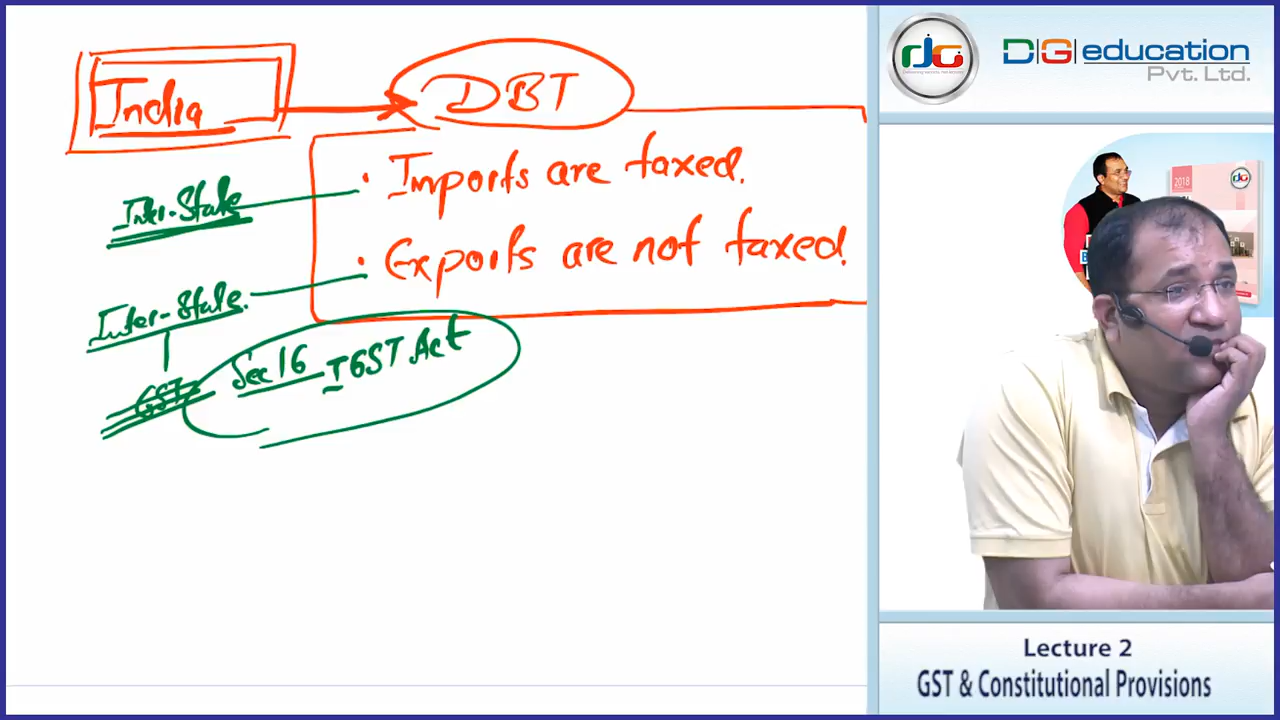 India
DBT
Inter-State
• Imports are taxed.
Inter-State.
• Exports are not taxed.
GST
Sec 16 IGST Act
DG education
Pvt. Ltd.
2018
Lecture 2
GST & Constitutional Provisions